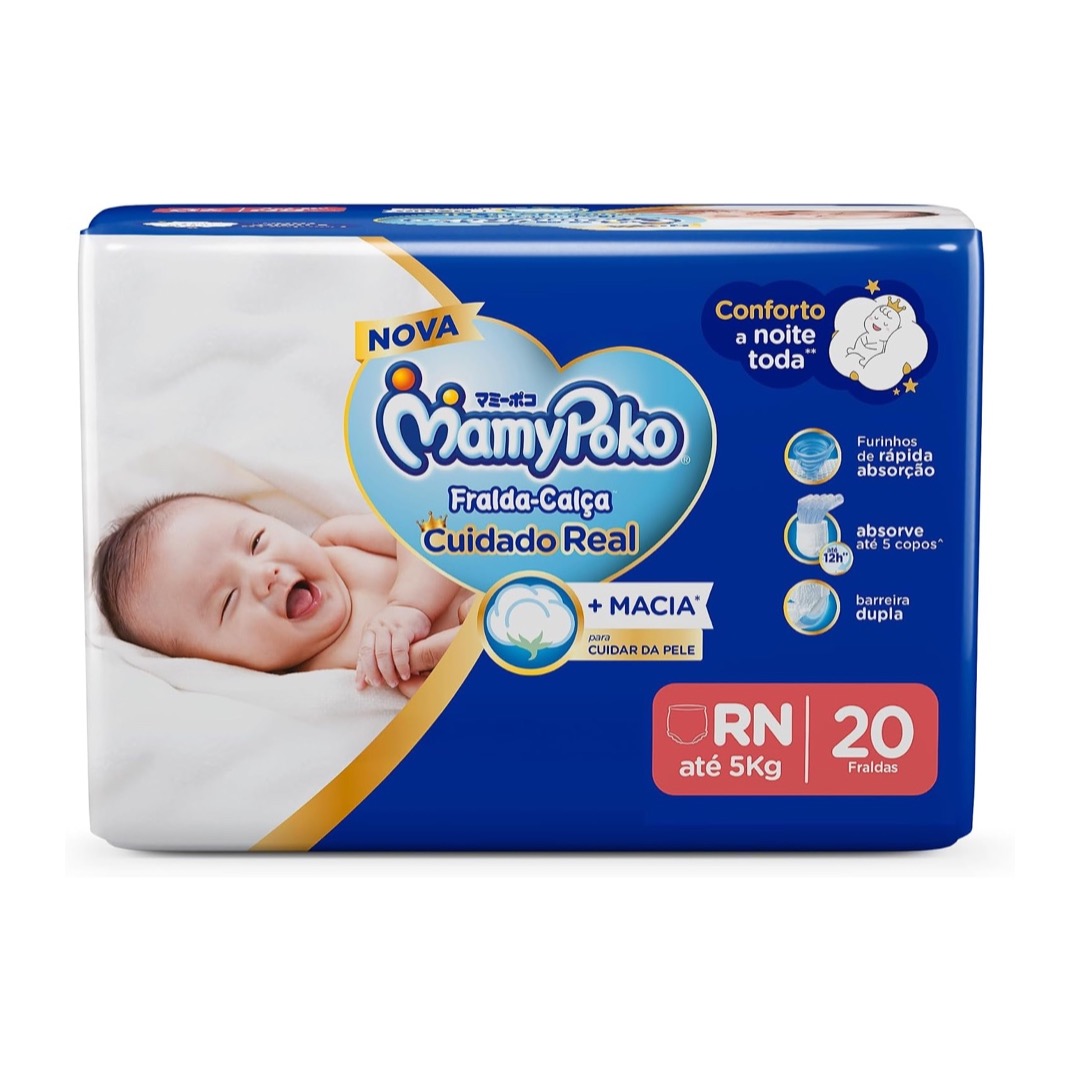 NOVA
マミーポコ
MamyPoko®
Fralda-Calça
Cuidado Real
+ MACIA*
para
CUIDAR DA PELE
Conforto
a noite
toda**
Furinhos
de rápida
absorção
absorve
até 5 copos^
até
12h**
barreira
dupla
RN
até 5Kg
20
Fraldas